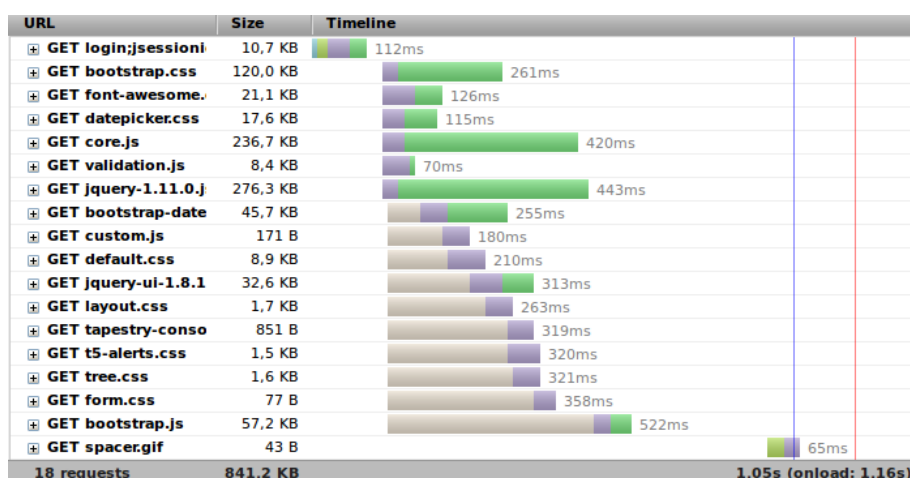 URL Size Timeline
GET login;jsessioni 10,7 KB 112ms
GET bootstrap.css 120,0 KB 261ms
GET font-awesome. 21,1 KB 126ms
GET datepicker.css 17,6 KB 115ms
GET core.js 236,7 KB 420ms
GET validation.js 8,4 KB 70ms
GET jquery-1.11.0.j 276,3 KB 443ms
GET bootstrap-date 45,7 KB 255ms
GET custom.js 171 B 180ms
GET default.css 8,9 KB 210ms
GET jquery-ui-1.8.1 32,6 KB 313ms
GET layout.css 1,7 KB 263ms
GET tapestry-conso 851 B 319ms
GET t5-alerts.css 1,5 KB 320ms
GET tree.css 1,6 KB 321ms
GET form.css 77 B 358ms
GET bootstrap.js 57,2 KB 522ms
GET spacer.gif 43 B 65ms
18 requests 841,2 KB 1.05s (onload: 1.16s)